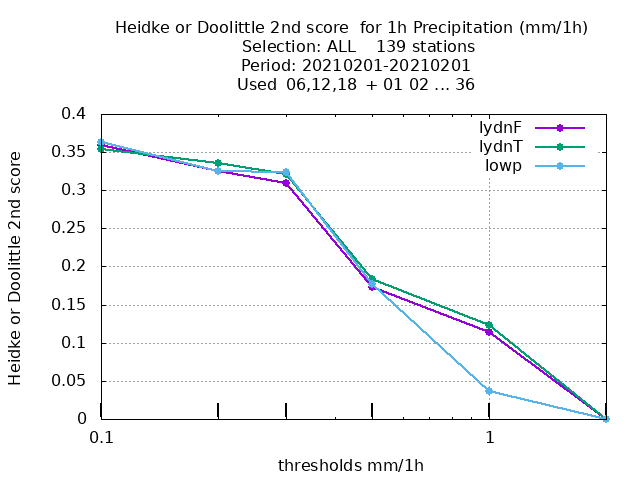 Heidke or Doolittle 2nd score  for 1h Precipitation (mm/1h)
Selection: ALL    139 stations
Period: 20210201-20210201
Used  06,12,18  + 01 02 ... 36
lydnF
lydnT
lowp
0.4
0.35
0.3
0.25
0.2
0.15
0.1
0.05
0
Heidke or Doolittle 2nd score
0.1
1
thresholds mm/1h